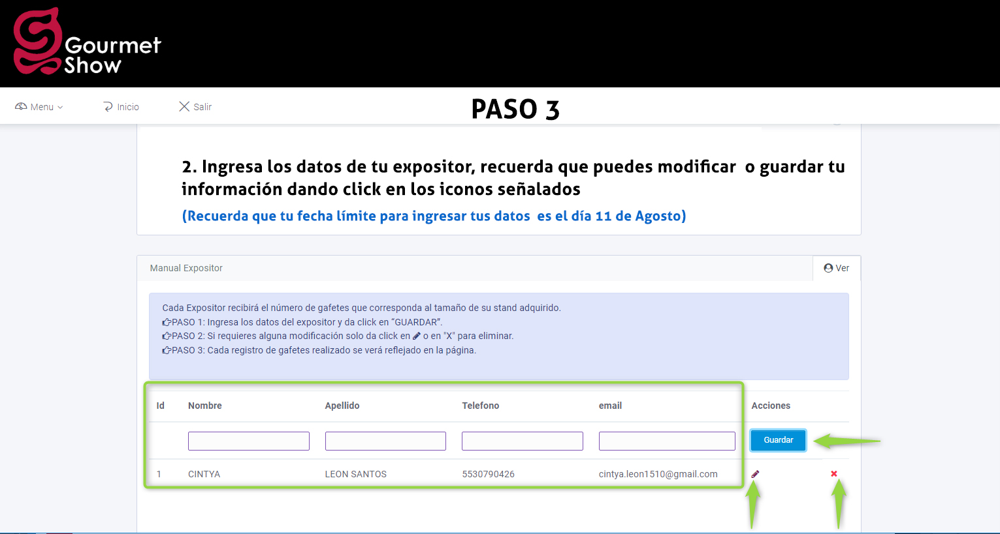 Gourmet
Show
Menu
Inicio
Salir
PASO 3
2. Ingresa los datos de tu expositor, recuerda que puedes modificar o guardar tu
información dando click en los iconos señalados
(Recuerda que tu fecha límite para ingresar tus datos es el día 11 de Agosto)
Manual Expositor
Ver
Cada Expositor recibirá el número de gafetes que corresponda al tamaño de su stand adquirido.
PASO 1: Ingresa los datos del expositor y da click en “GUARDAR”.
PASO 2: Si requieres alguna modificación solo da click en o en "X" para eliminar.
PASO 3: Cada registro de gafetes realizado se verá reflejado en la página.
Id Nombre Apellido Telefono email Acciones
Guardar
1 CINTYA LEON SANTOS 5530790426 cintya.leon1510@gmail.com